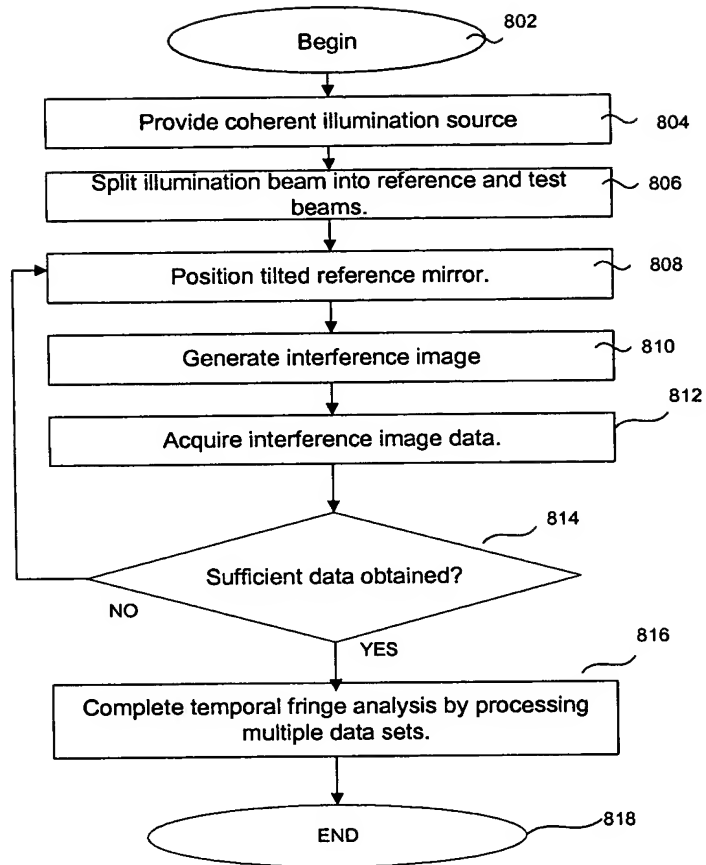 Begin
802
Provide coherent illumination source
804
Split illumination beam into reference and test
beams.
806
Position tilted reference mirror.
808
Generate interference image
810
Acquire interference image data.
812
Sufficient data obtained?
814
NO
YES
816
Complete temporal fringe analysis by processing
multiple data sets.
END
818